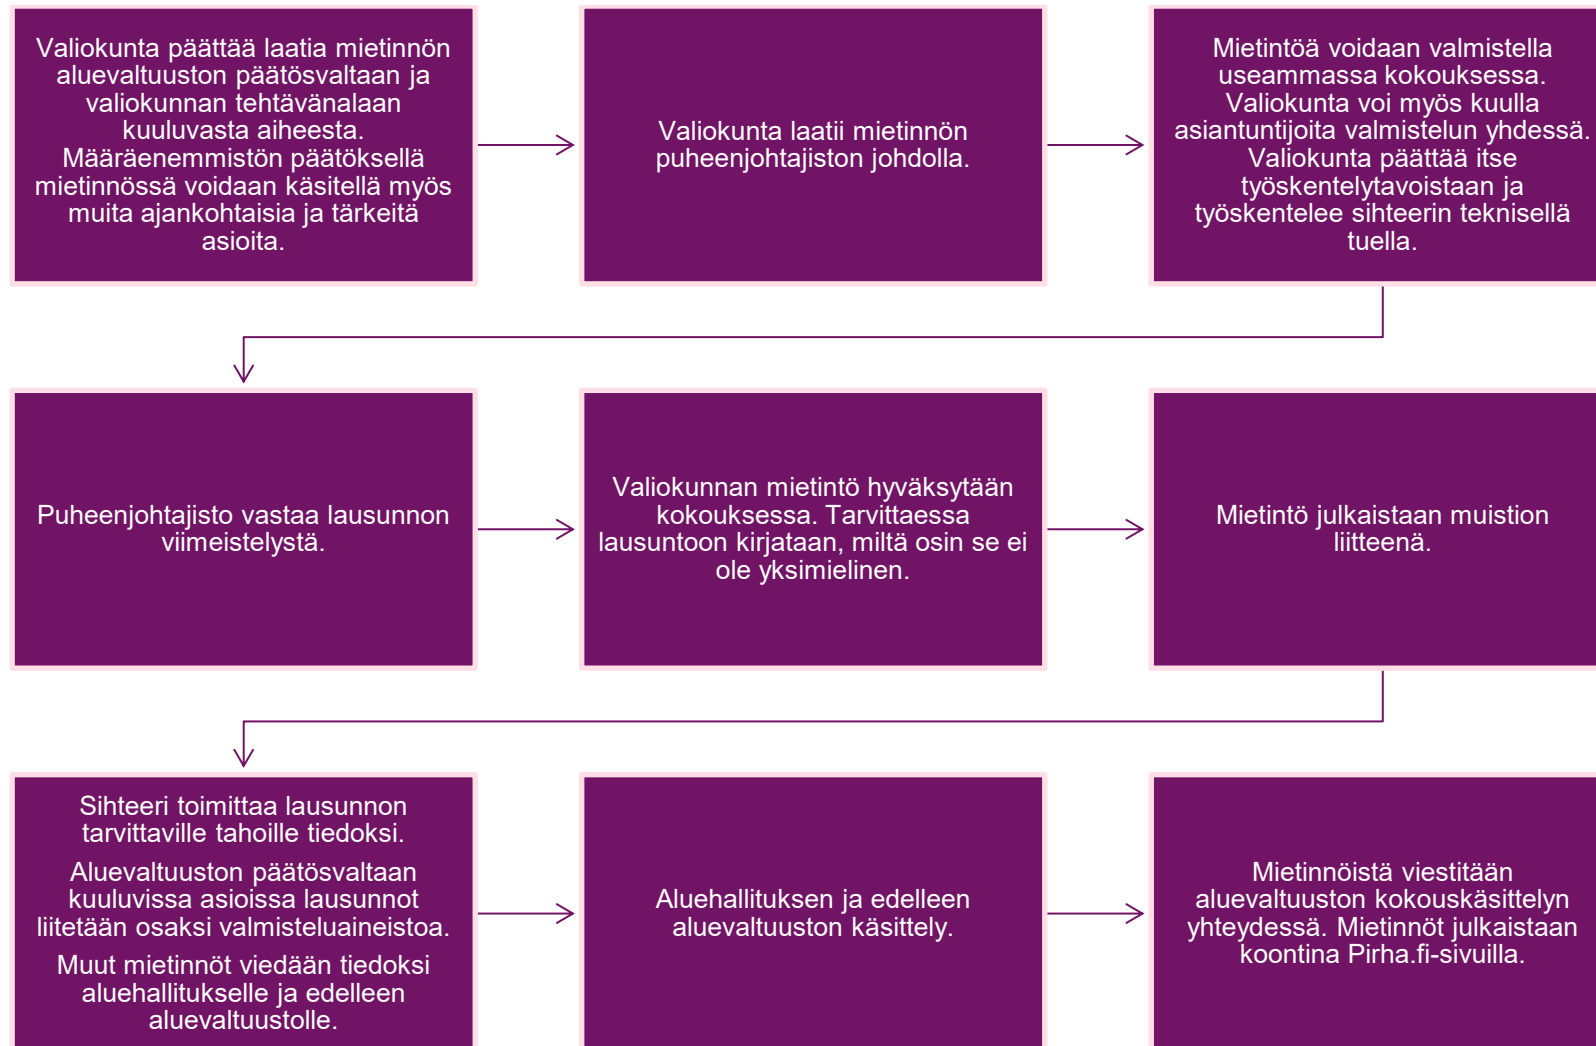 Valiokunta päättää laatia mietinnön
aluevaltuuston päätösvaltaan ja
valiokunnan tehtävänalaan
kuuluvasta aiheesta.
Määräenemmistön päätöksellä
mietinnössä voidaan käsitellä myös
muita ajankohtaisia ja tärkeitä
asioita.
Valiokunta laatii mietinnön
puheenjohtajiston johdolla.
Mietintöä voidaan valmistella
useammassa kokouksessa.
Valiokunta voi myös kuulla
asiantuntijoita valmistelun yhdessä.
Valiokunta päättää itse
työskentelytavoistaan ja
työskentelee sihteerin teknisellä
tuella.
Puheenjohtajisto vastaa lausunnon
viimeistelystä.
Valiokunnan mietintö hyväksytään
kokouksessa. Tarvittaessa
lausuntoon kirjataan, miltä osin se ei
ole yksimielinen.
Mietintö julkaistaan muistion
liitteenä.
Sihteeri toimittaa lausunnon
tarvittaville tahoille tiedoksi.
Aluevaltuuston päätösvaltaan
kuuluvissa asioissa lausunnot
liitetään osaksi valmisteluaineistoa.
Muut mietinnöt viedään tiedoksi
aluehallitukselle ja edelleen
aluevaltuustolle.
Aluehallituksen ja edelleen
aluevaltuuston käsittely.
Mietinnöistä viestitään
aluevaltuuston kokouskäsittelyn
yhteydessä. Mietinnöt julkaistaan
koontina Pirha.fi-sivuilla.